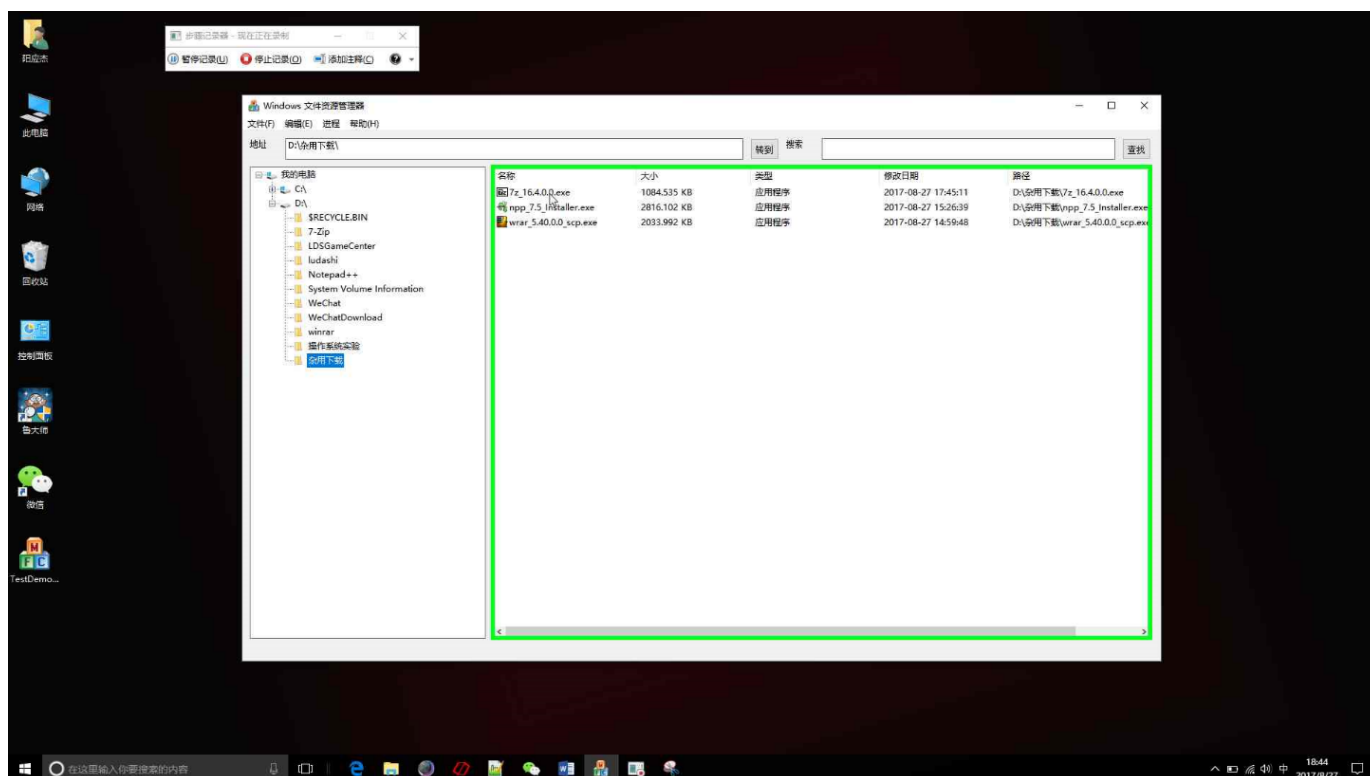 阳应杰
此电脑
网络
回收站
控制面板
鲁大师
微信
TestDemo...
步骤记录器 - 现在正在录制
暂停记录(U) 停止记录(O) 添加注释(C)
Windows 文件资源管理器
文件(F) 编辑(E) 进程 帮助(H)
地址 D:\杂用下载\ 转到 搜索 查找
我的电脑
C:\
D:\
$RECYCLE.BIN
7-Zip
LDSGameCenter
ludashi
Notepad++
System Volume Information
WeChat
WeChatDownload
winrar
操作系统实验
杂用下载
名称 大小 类型 修改日期 路径
7z_16.4.0.0.exe 1084.535 KB 应用程序 2017-08-27 17:45:11 D:\杂用下载\7z_16.4.0.0.exe
npp_7.5_Installer.exe 2816.102 KB 应用程序 2017-08-27 15:26:39 D:\杂用下载\npp_7.5_Installer.exe
wrar_5.40.0.0_scp.exe 2033.992 KB 应用程序 2017-08-27 14:59:48 D:\杂用下载\wrar_5.40.0.0_scp.exe
在这里输入你要搜索的内容
中 18:44
2017/8/27